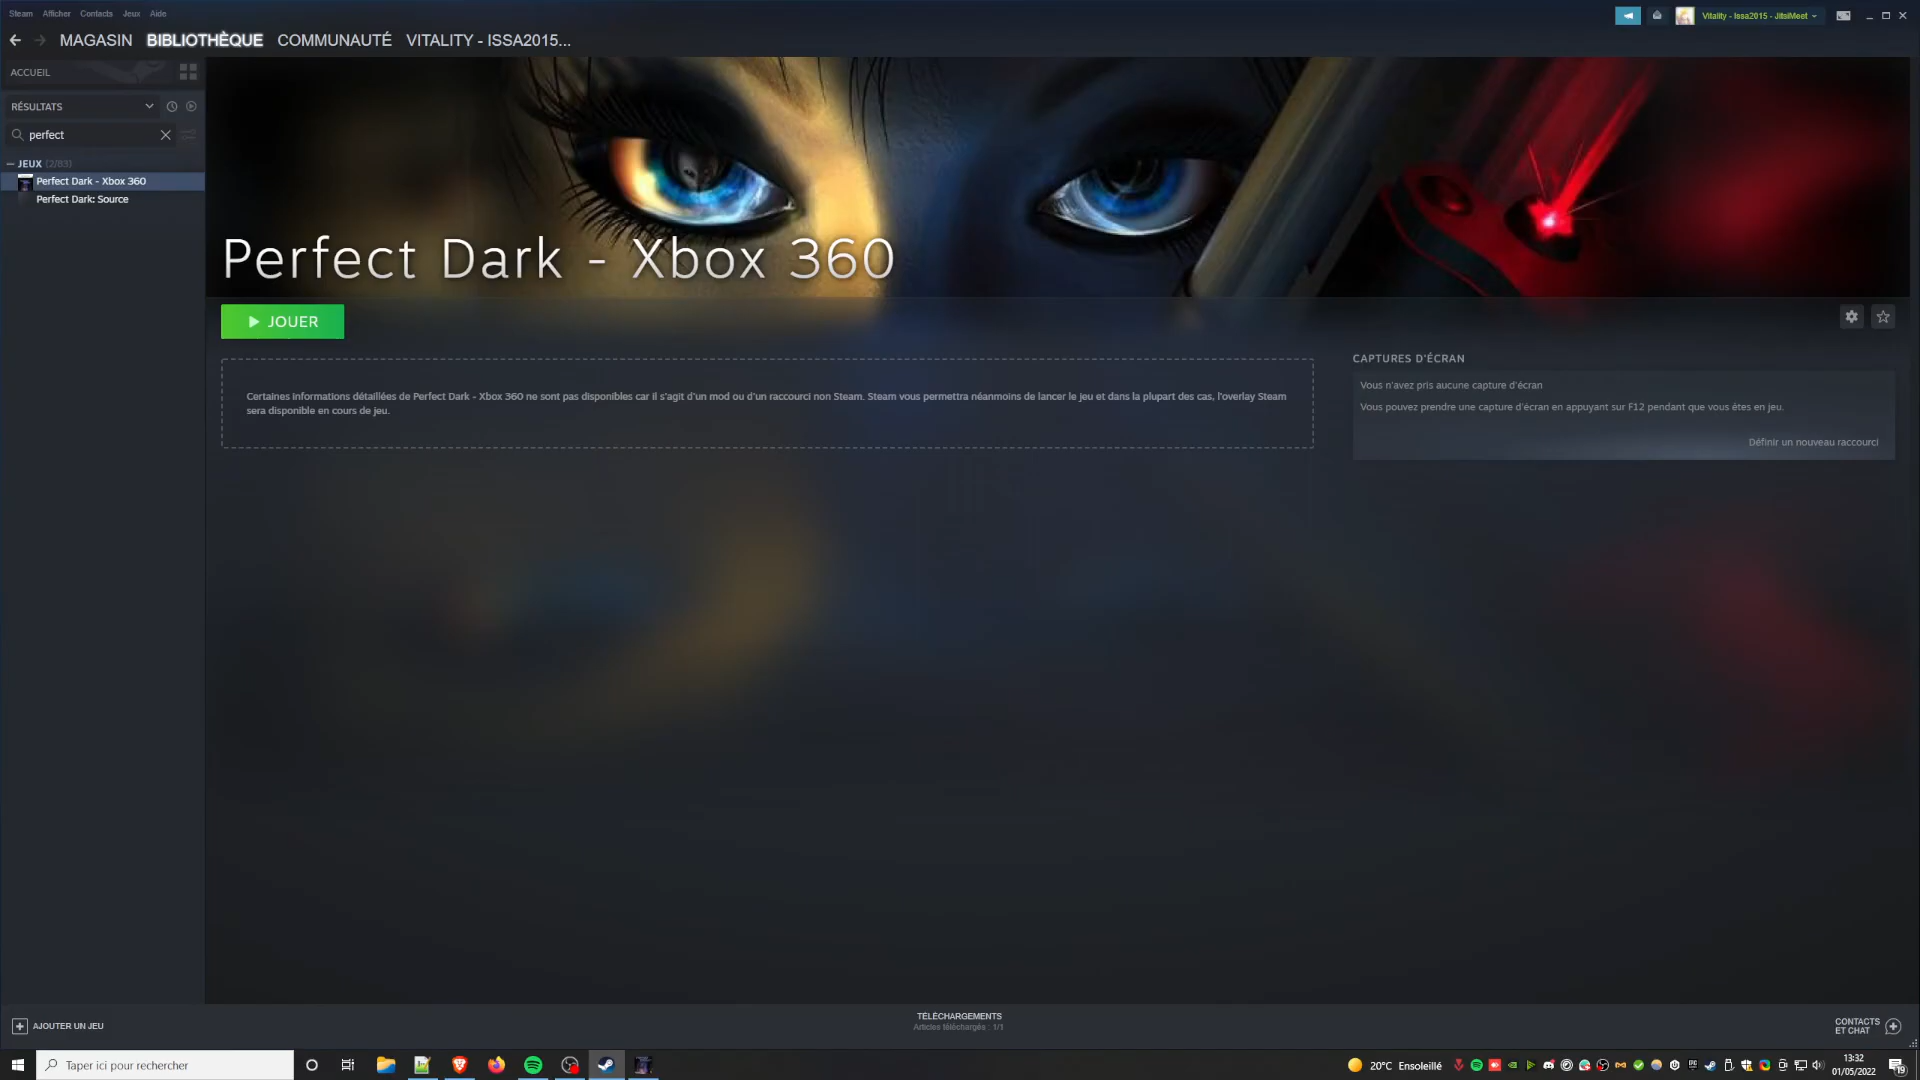 Steam Afficher Contacts Jeux Aide
Vitality - Issa2015 - JitsiMeet
MAGASIN BIBLIOTHÈQUE COMMUNAUTÉ VITALITY - ISSA2015...
ACCUEIL
RÉSULTATS
perfect
JEUX (2/83)
Perfect Dark - Xbox 360
Perfect Dark: Source
Perfect Dark - Xbox 360
JOUER
Certaines informations détaillées de Perfect Dark - Xbox 360 ne sont pas disponibles car il s'agit d'un mod ou d'un raccourci non Steam. Steam vous permettra néanmoins de lancer le jeu et dans la plupart des cas, l'overlay Steam
sera disponible en cours de jeu.
CAPTURES D'ÉCRAN
Vous n'avez pris aucune capture d'écran
Vous pouvez prendre une capture d'écran en appuyant sur F12 pendant que vous êtes en jeu.
Définir un nouveau raccourci
AJOUTER UN JEU
TÉLÉCHARGEMENTS
Articles téléchargés : 1/1
CONTACTS
ET CHAT
Taper ici pour rechercher
20°C Ensoleillé
13:32
01/05/2022
19